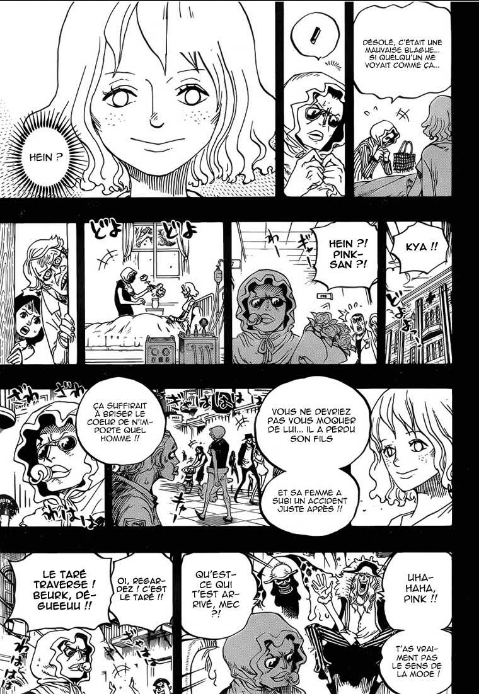 DÉSOLÉ, C'ÉTAIT UNE
MAUVAISE BLAGUE...
SI QUELQU'UN ME
VOYAIT COMME ÇA...
!
HEIN ?
KYA !!
HEIN ?!
PINK-
SAN ?!
VOUS NE DEVRIEZ
PAS VOUS MOQUER
DE LUI... IL A PERDU
SON FILS
ET SA FEMME A
SUBI UN ACCIDENT
JUSTE APRÈS !!
ÇA SUFFIRAIT
À BRISER LE
COEUR DE N'IM-
PORTE QUEL
HOMME !!
UHA-
HAHA,
PINK !!
T'AS VRAI-
MENT PAS
LE SENS DE
LA MODE !
QU'EST-
CE QUI
T'EST AR-
RIVÉ, MEC
?!
OI, REGAR-
DEZ ! C'EST
LE TARÉ !!
LE TARÉ
TRAVERSE !
BEURK, DÉ-
GUEEUU !!